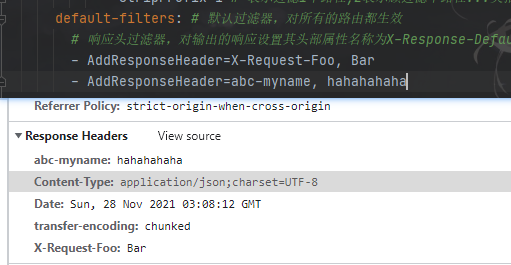 default-filters: # 默认过滤器，对所有的路由都生效
# 响应头过滤器，对输出的响应设置其头部属性名称为X-Response-Defa
- AddResponseHeader=X-Request-Foo, Bar
- AddResponseHeader=abc-myname, hahahahaha
Referrer Policy: strict-origin-when-cross-origin
Response Headers View source
abc-myname: hahahahaha
Content-Type: application/json;charset=UTF-8
Date: Sun, 28 Nov 2021 03:08:12 GMT
transfer-encoding: chunked
X-Request-Foo: Bar